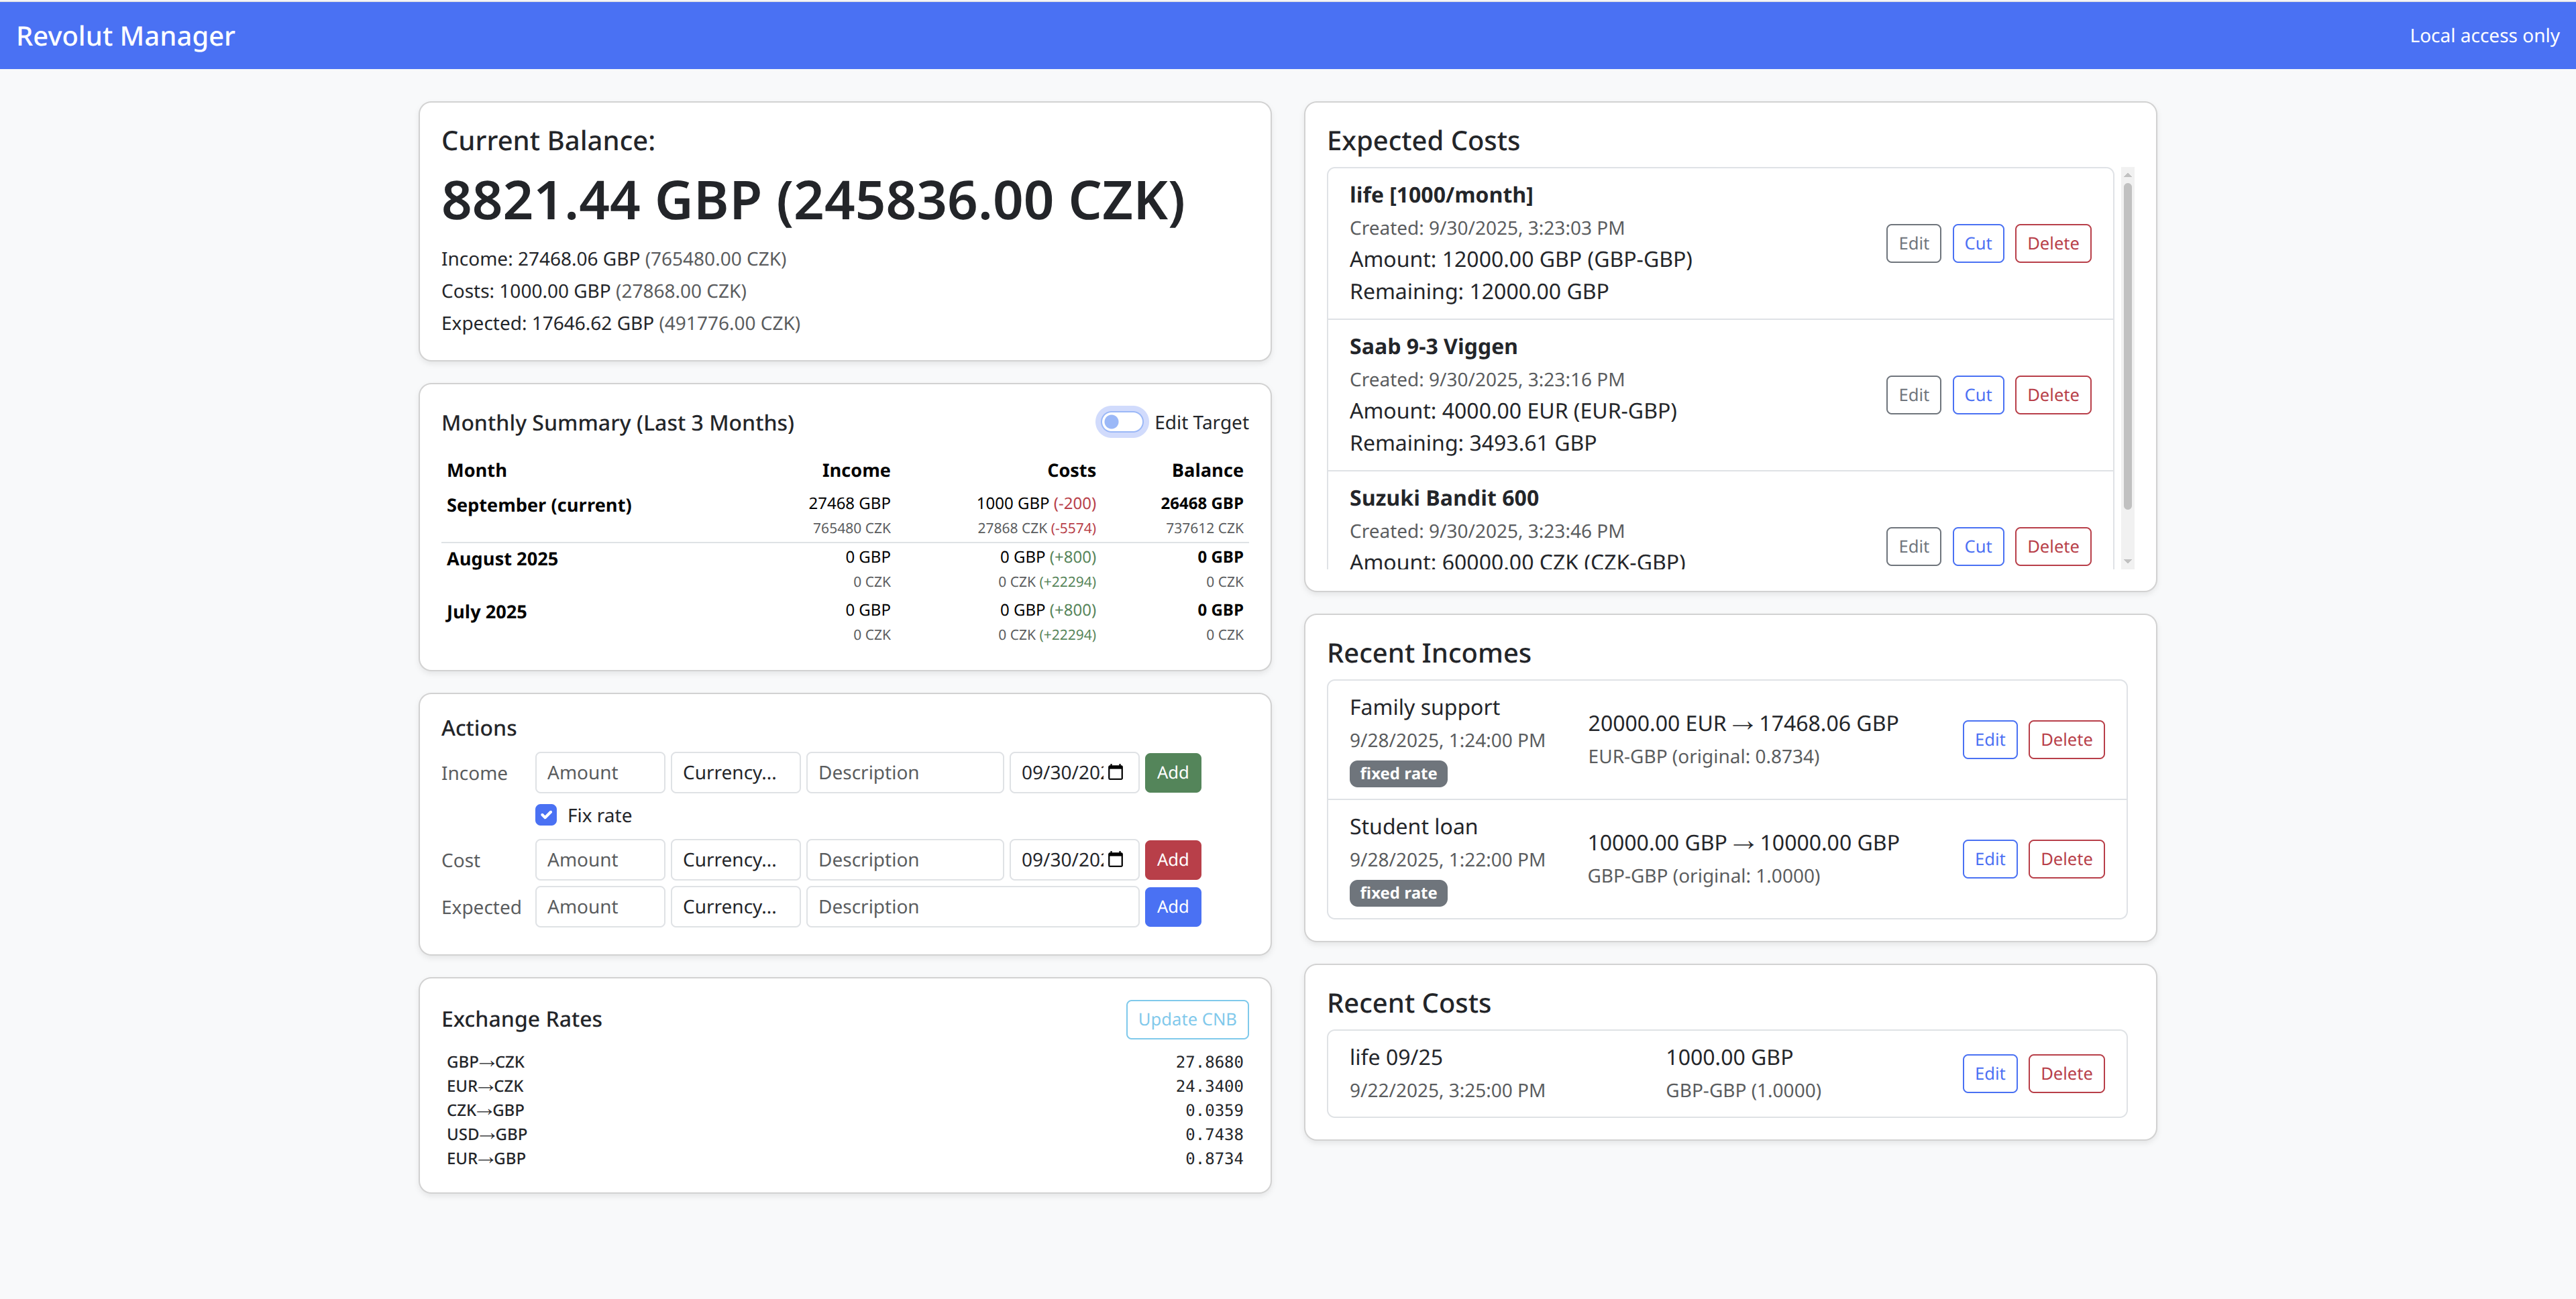 Revolut Manager
Local access only
Current Balance:
8821.44 GBP (245836.00 CZK)
Income: 27468.06 GBP (765480.00 CZK)
Costs: 1000.00 GBP (27868.00 CZK)
Expected: 17646.62 GBP (491776.00 CZK)
Monthly Summary (Last 3 Months)
Edit Target
Month Income Costs Balance
September (current) 27468 GBP 1000 GBP (-200) 26468 GBP
765480 CZK 27868 CZK (-5574) 737612 CZK
August 2025 0 GBP 0 GBP (+800) 0 GBP
0 CZK 0 CZK (+22294) 0 CZK
July 2025 0 GBP 0 GBP (+800) 0 GBP
0 CZK 0 CZK (+22294) 0 CZK
Actions
Income Amount Currency... Description 09/30/202 Add
Fix rate
Cost Amount Currency... Description 09/30/202 Add
Expected Amount Currency... Description Add
Exchange Rates
Update CNB
GBP→CZK 27.8680
EUR→CZK 24.3400
CZK→GBP 0.0359
USD→GBP 0.7438
EUR→GBP 0.8734
Expected Costs
life [1000/month]
Created: 9/30/2025, 3:23:03 PM
Edit Cut Delete
Amount: 12000.00 GBP (GBP-GBP)
Remaining: 12000.00 GBP
Saab 9-3 Viggen
Created: 9/30/2025, 3:23:16 PM
Edit Cut Delete
Amount: 4000.00 EUR (EUR-GBP)
Remaining: 3493.61 GBP
Suzuki Bandit 600
Created: 9/30/2025, 3:23:46 PM
Edit Cut Delete
Amount: 60000.00 CZK (CZK-GBP)
Recent Incomes
Family support
9/28/2025, 1:24:00 PM
fixed rate
20000.00 EUR → 17468.06 GBP
EUR-GBP (original: 0.8734)
Edit Delete
Student loan
9/28/2025, 1:22:00 PM
fixed rate
10000.00 GBP → 10000.00 GBP
GBP-GBP (original: 1.0000)
Edit Delete
Recent Costs
life 09/25
9/22/2025, 3:25:00 PM
1000.00 GBP
GBP-GBP (1.0000)
Edit Delete